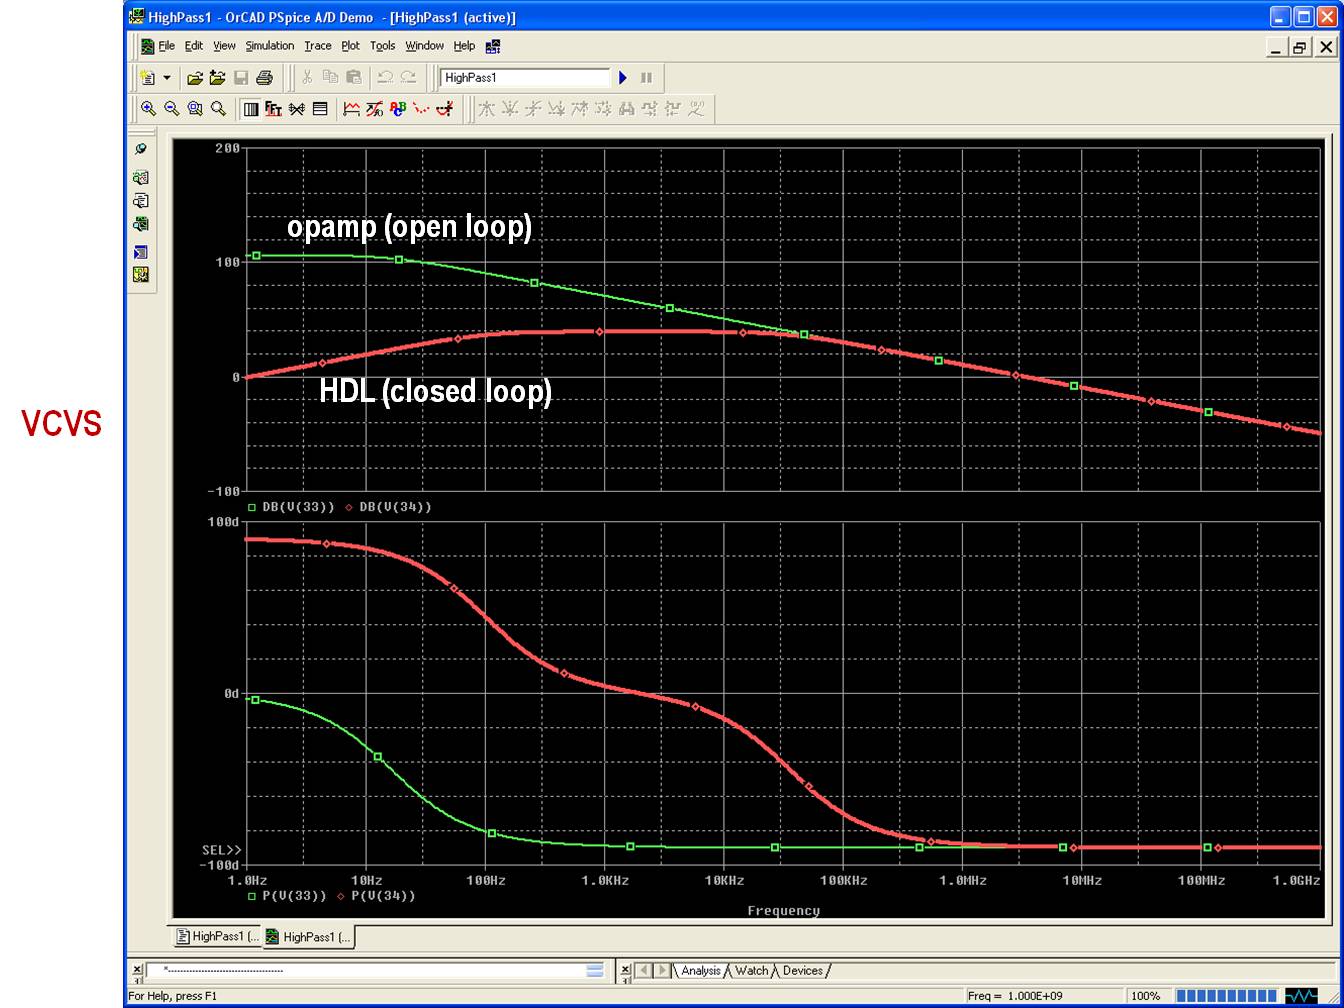 HighPass1 - OrCAD PSpice A/D Demo - [HighPass1 (active)]
File Edit View Simulation Trace Plot Tools Window Help
HighPass1
200
opamp (open loop)
100
0
HDL (closed loop)
VCVS
-100
DB(V(33)) DB(V(34))
100d
0d
SEL>>
-100d
1.0Hz 10Hz 100Hz 1.0KHz 10KHz 100KHz 1.0MHz 10MHz 100MHz 1.0GHz
P(V(33)) P(V(34))
Frequency
HighPass1 (... HighPass1 (...
*--------------------------------------
Analysis Watch Devices
For Help, press F1 Freq = 1.000E+09 100%